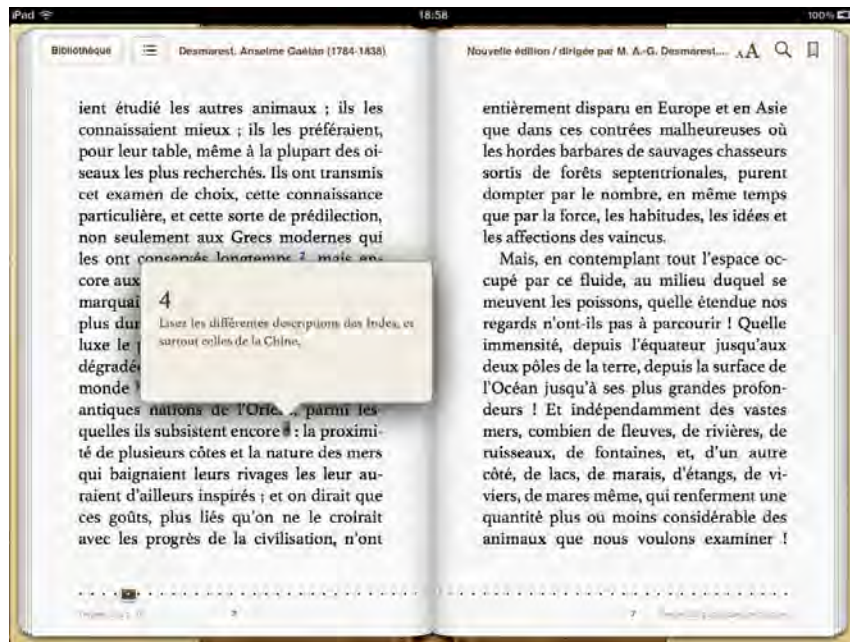 iPad
18:58
100%
Bibliothèque
Desmarest, Anselme Gaëtan (1784-1838)
Nouvelle édition / dirigée par M. A.-G. Desmarest,...
AA
ient étudié les autres animaux ; ils les
connaissaient mieux ; ils les préféraient,
pour leur table, même à la plupart des oi-
seaux les plus recherchés. Ils ont transmis
cet examen de choix, cette connaissance
particulière, et cette sorte de prédilection,
non seulement aux Grecs modernes qui
les ont conservés longtemps 2, mais en-
core aux
marquai
plus dur
luxe le
dégradé
monde
antiques nations de l'Orient, parmi les-
quelles ils subsistent encore 4 : la proximi-
té de plusieurs côtes et la nature des mers
qui baignaient leurs rivages les leur au-
raient d'ailleurs inspirés ; et on dirait que
ces goûts, plus liés qu'on ne le croirait
avec les progrès de la civilisation, n'ont
4
Lisez les différentes descriptions des Indes, et
surtout celles de la Chine.
entièrement disparu en Europe et en Asie
que dans ces contrées malheureuses où
les hordes barbares de sauvages chasseurs
sortis de forêts septentrionales, purent
dompter par le nombre, en même temps
que par la force, les habitudes, les idées et
les affections des vaincus.
Mais, en contemplant tout l'espace oc-
cupé par ce fluide, au milieu duquel se
meuvent les poissons, quelle étendue nos
regards n'ont-ils pas à parcourir ! Quelle
immensité, depuis l'équateur jusqu'aux
deux pôles de la terre, depuis la surface de
l'Océan jusqu'à ses plus grandes profon-
deurs ! Et indépendamment des vastes
mers, combien de fleuves, de rivières, de
ruisseaux, de fontaines, et, d'un autre
côté, de lacs, de marais, d'étangs, de vi-
viers, de mares même, qui renferment une
quantité plus ou moins considérable des
animaux que nous voulons examiner !